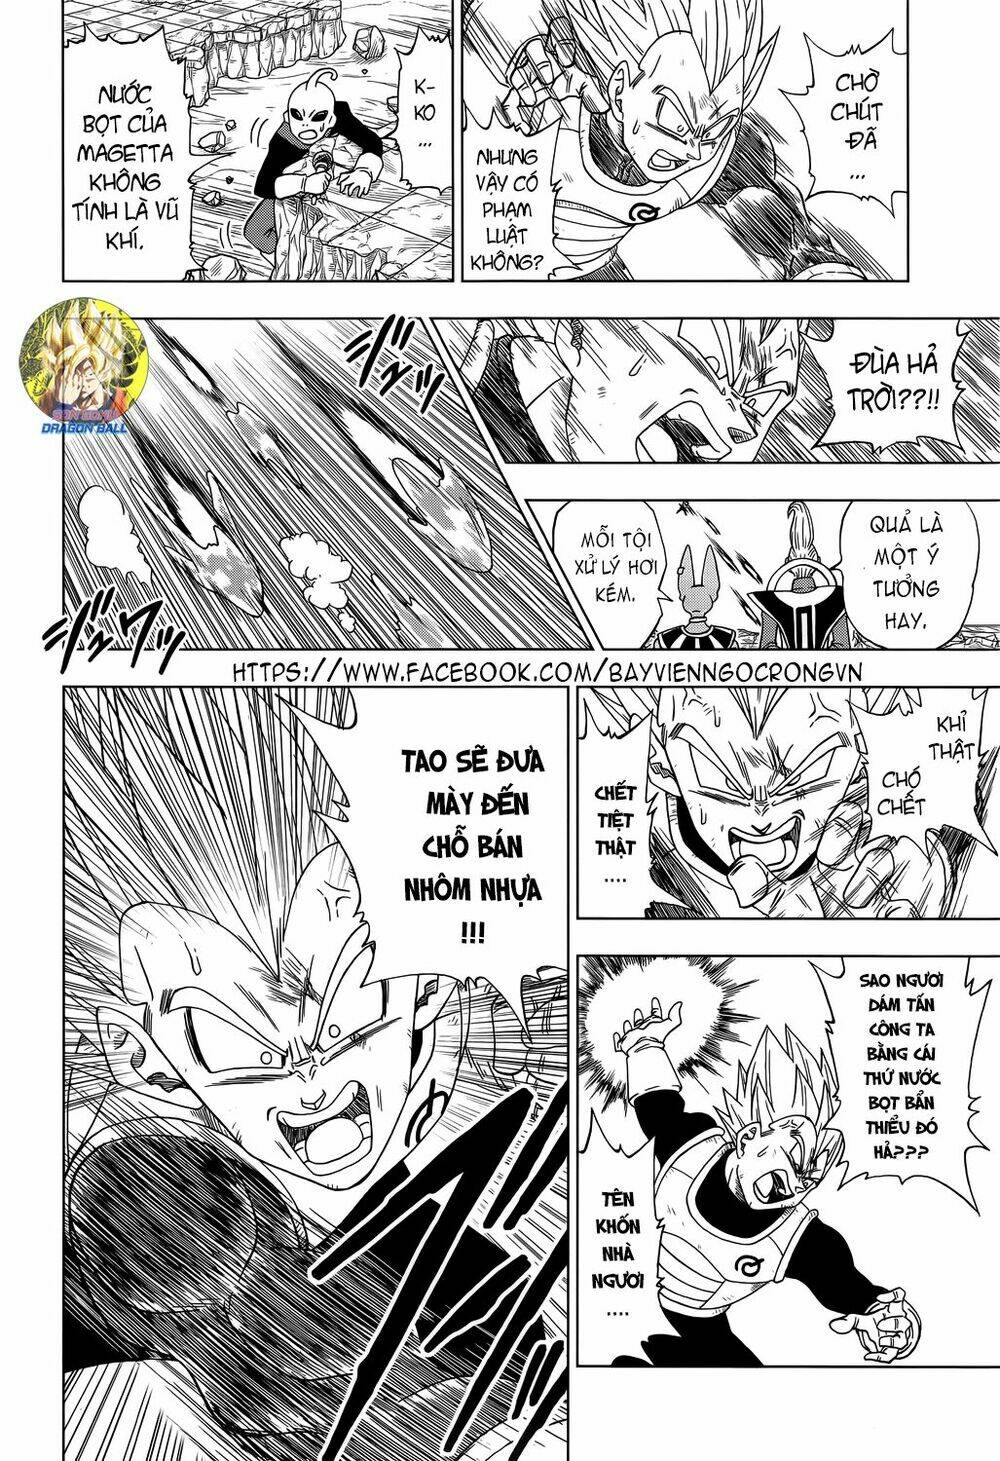 CHỜ
CHÚT
ĐÃ
...
NHƯNG
VẬY CÓ
PHẠM
LUẬT
KHÔNG?
K-
KO
...
NƯỚC
BỌT CỦA
MAGETTA
KHÔNG
TÍNH LÀ VŨ
KHÍ.
ĐÙA HẢ
TRỜI??!!
DRAGON BALL
QUẢ LÀ
MỘT Ý
TƯỞNG
HAY.
MỖI TỘI
XỬ LÝ HƠI
KÉM.
HTTPS://WWW.FACEBOOK.COM/BAYVIENNGOCRONGVN
KHỈ
THẬT
CHÓ
CHẾT
CHẾT
TIỆT
THẬT
....
SAO NGƯƠI
DÁM TẤN
CÔNG TA
BẰNG CÁI
THỨ NƯỚC
BỌT BẨN
THIỂU ĐÓ
HẢ???
TÊN
KHỐN
NHÀ
NGƯƠI
....
TAO SẼ ĐƯA
MÀY ĐẾN
CHỖ BÁN
NHÔM NHỰA
!!!